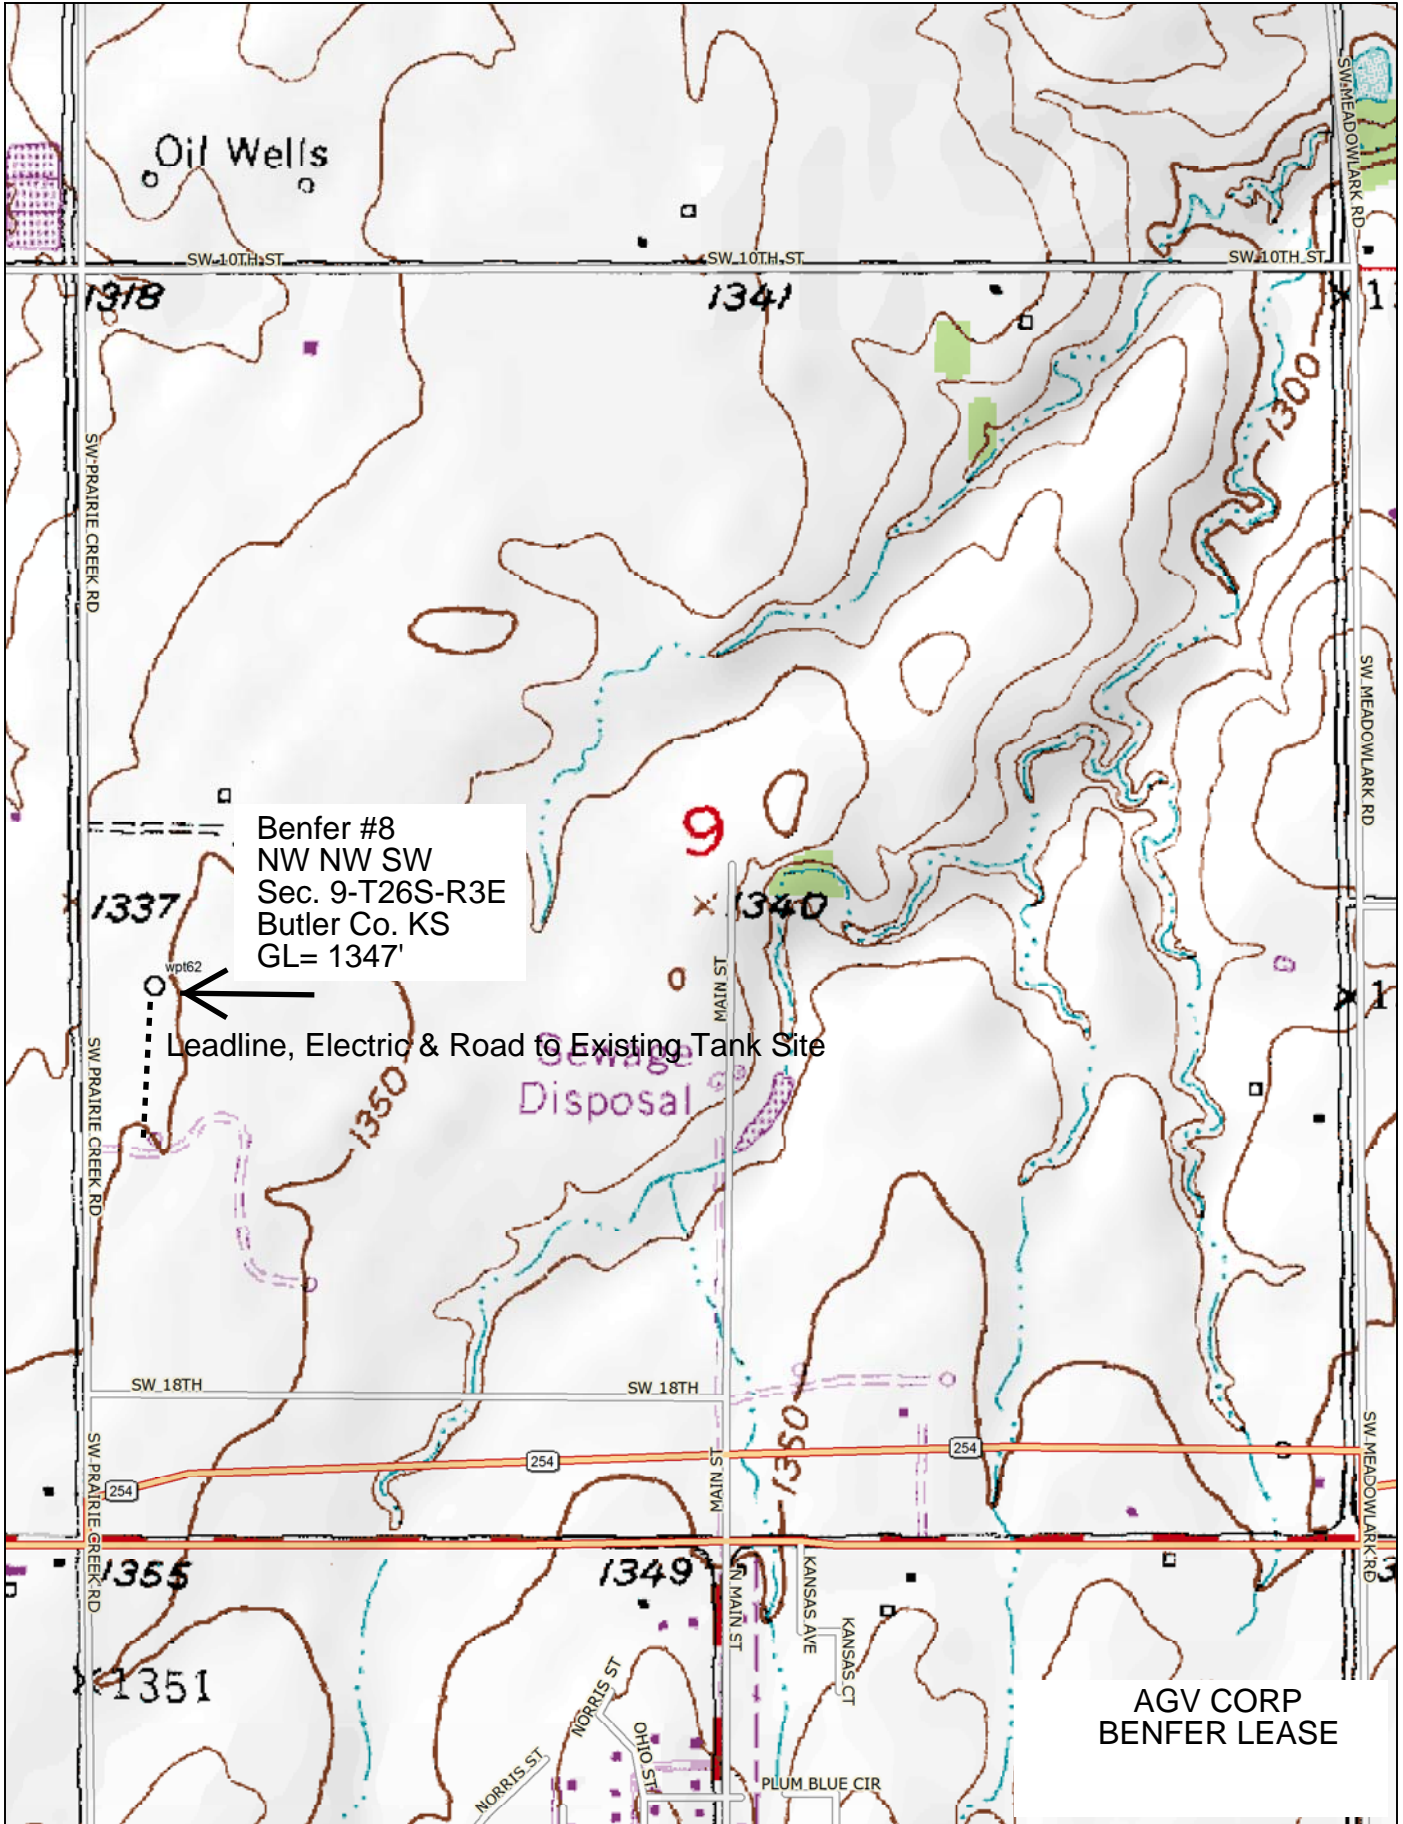 SW MEADOWLARK RD
Oil Wells
SW 10TH ST
SW 10TH ST
SW 10TH ST
1318
1341
1300
SW PRAIRIE CREEK RD
SW MEADOWLARK RD
9
Benfer #8
NW NW SW
Sec. 9-T26S-R3E
Butler Co. KS
GL= 1347'
1337
1340
wpt62
MAIN ST
1
Leadline, Electric & Road to Existing Tank Site
Sewage
Disposal
1350
SW PRAIRIE CREEK RD
SW 18TH
SW 18TH
1350
SW MEADOWLARK RD
254
254
254
MAIN ST
SW PRAIRIE CREEK RD
1355
1349
N MAIN ST
KANSAS AVE
KANSAS CT
1351
NORRIS ST
OHIO ST
NORRIS ST
PLUM BLUE CIR
AGV CORP
BENFER LEASE